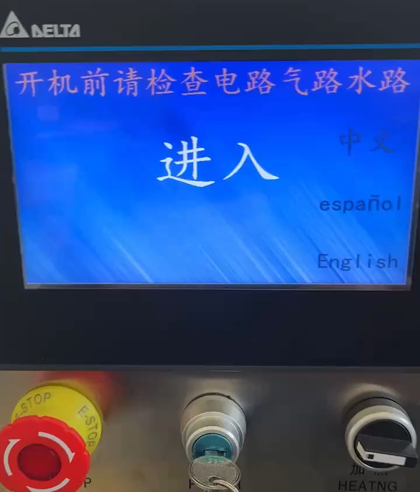 DELTA
开机前请检查电路气路水路
中文
进入
español
English
E-STOP
E-STOP
加热
HEATNG